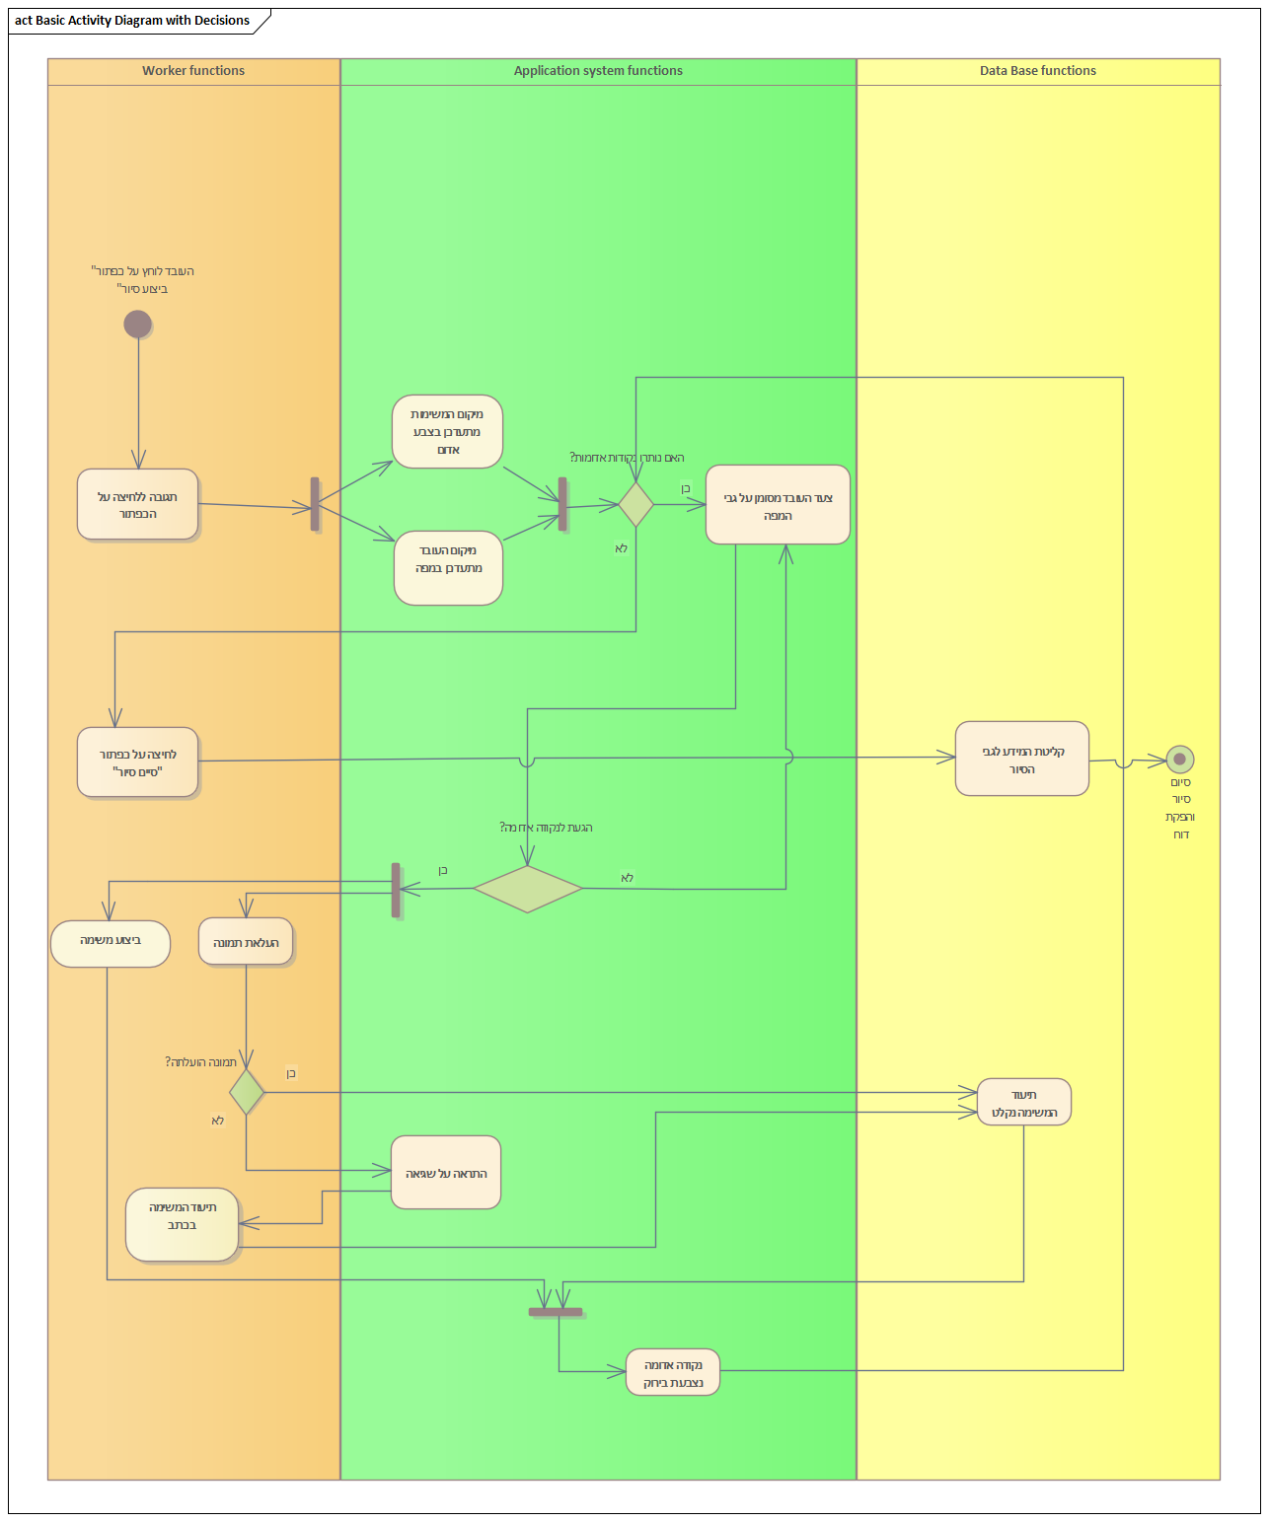 act Basic Activity Diagram with Decisions
Worker functions
Application system functions
Data Base functions
העובד לוחץ על כפתור"
ביצוע סיור"
תגובה ללחיצה על
הכפתור
מיקום המשימות
מתעדכן בצבע
אדום
מיקום העובד
מתעדכן במפה
האם נותרו נקודות אדומות?
כן
לא
צעד העובד מסומן על גבי
המפה
לחיצה על כפתור
"סיים סיור"
קליטת המידע לגבי
הסיור
סיום
סיור
והפקת
דוח
הגעת לנקודה אדומה?
כן
לא
ביצוע משימה
העלאת תמונה
תמונה הועלתה?
כן
לא
תיעוד
המשימה נקלט
התראה על שגיאה
תיעוד המשימה
בכתב
נקודה אדומה
נצבעת בירוק